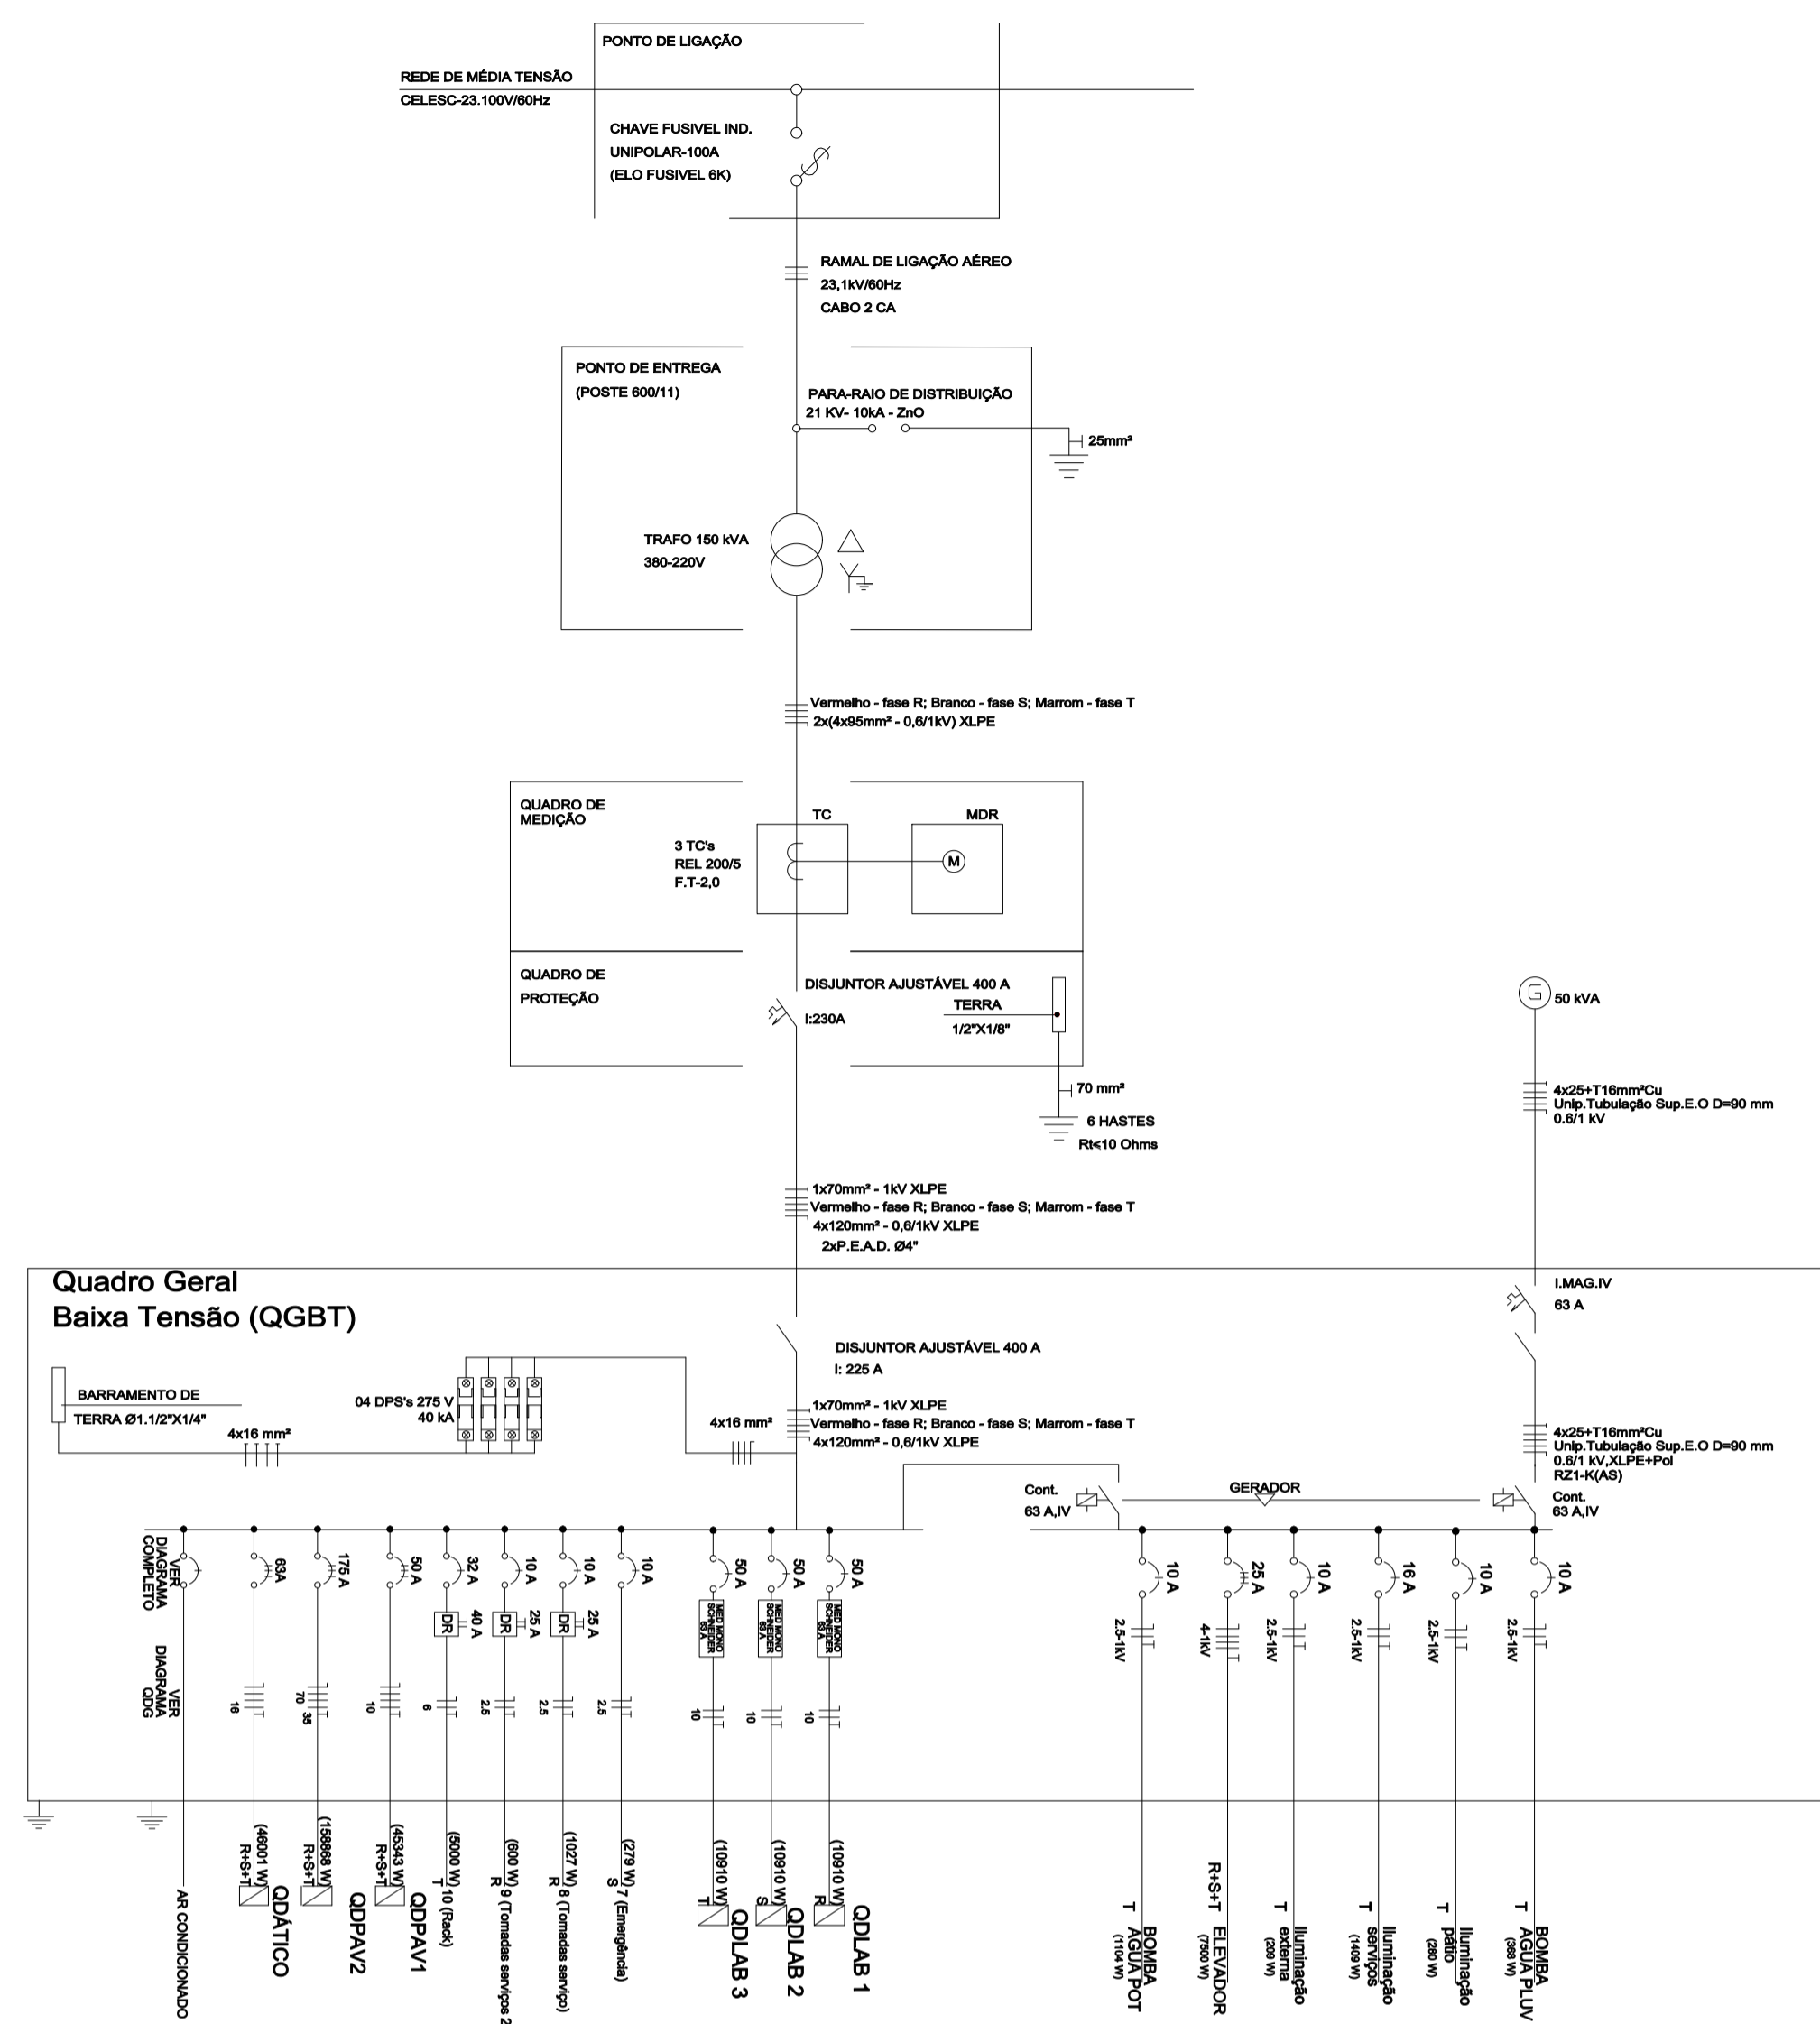 PONTO DE LIGAÇÃO
REDE DE MÉDIA TENSÃO
CELESC-23.100V/60Hz
CHAVE FUSIVEL IND.
UNIPOLAR-100A
(ELO FUSIVEL 6K)
RAMAL DE LIGAÇÃO AÉREO
23,1kV/60Hz
CABO 2 CA
PONTO DE ENTREGA
(POSTE 600/11)
PARA-RAIO DE DISTRIBUIÇÃO
21 KV- 10kA - ZnO
25mm²
TRAFO 150 kVA
380-220V
Vermelho - fase R; Branco - fase S; Marrom - fase T
2x(4x95mm² - 0,6/1kV) XLPE
QUADRO DE
MEDIÇÃO
TC
MDR
3 TC's
REL 200/5
F.T-2,0
M
QUADRO DE
PROTEÇÃO
DISJUNTOR AJUSTÁVEL 400 A
I:230A
TERRA
1/2"X1/8"
70 mm²
6 HASTES
Rt<10 Ohms
G
50 kVA
4x25+T16mm²Cu
Unip.Tubulação Sup.E.O D=90 mm
0.6/1 kV
1x70mm² - 1kV XLPE
Vermelho - fase R; Branco - fase S; Marrom - fase T
4x120mm² - 0,6/1kV XLPE
2xP.E.A.D. Ø4"
Quadro Geral
Baixa Tensão (QGBT)
I.MAG.IV
63 A
DISJUNTOR AJUSTÁVEL 400 A
I: 225 A
BARRAMENTO DE
TERRA Ø1.1/2"X1/4"
4x16 mm²
04 DPS's 275 V
40 kA
4x16 mm²
1x70mm² - 1kV XLPE
Vermelho - fase R; Branco - fase S; Marrom - fase T
4x120mm² - 0,6/1kV XLPE
4x25+T16mm²Cu
Unip.Tubulação Sup.E.O D=90 mm
0.6/1 kV,XLPE+Pol
RZ1-K(AS)
Cont.
63 A,IV
GERADOR
Cont.
63 A,IV
VER
DIAGRAMA
COMPLETO
63A
175 A
50 A
32 A
10 A
10 A
10 A
50 A
50 A
50 A
10 A
25 A
10 A
16 A
10 A
10 A
DR
40 A
DR
25 A
DR
25 A
MED MONO
SCHNEIDER
63 A
MED MONO
SCHNEIDER
63 A
MED MONO
SCHNEIDER
63 A
2.5-1kV
4-1kV
2.5-1kV
2.5-1kV
2.5-1kV
2.5-1kV
VER
DIAGRAMA
QDG
16
70
35
10
6
2.5
2.5
2.5
10
10
10
AR CONDICIONADO
(46001 W)
R+S+T
QDÁTICO
(158868 W)
R+S+T
QDPAV2
(45343 W)
R+S+T
QDPAV1
(5000 W) 10 (Rack)
T
(600 W) 9 (Tomadas serviços 2
R
(1027 W) 8 (Tomadas serviço)
R
(279 W) 7 (Emergência)
S
(10910 W)
T
QDLAB 3
(10910 W)
S
QDLAB 2
(10910 W)
R
QDLAB 1
T
BOMBA
AGUA POT
(1104 W)
R+S+T
ELEVADOR
(7500 W)
T
Iluminação
externa
(209 W)
T
Iluminação
serviços
(1409 W)
T
Iluminação
pátio
(280 W)
T
BOMBA
AGUA PLUV
(368 W)